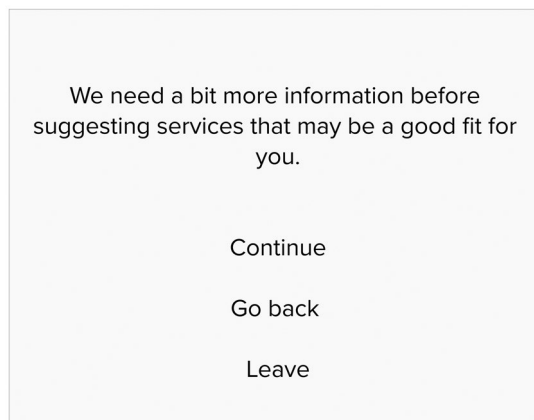 We need a bit more information before
suggesting services that may be a good fit for
you.
Continue
Go back
Leave